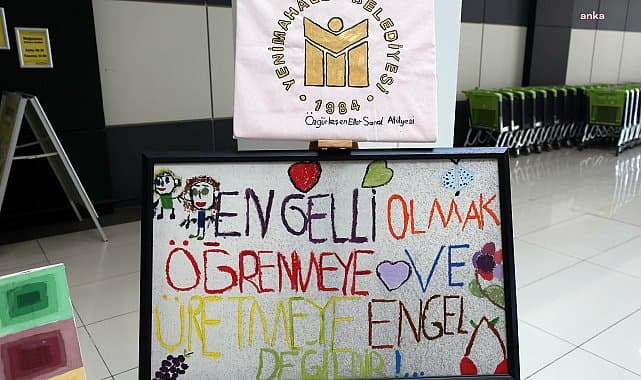 anka
YENİMAHALLE BELEDİYESİ
1984
Özgürleşen Eller Sanat Atölyesi
ENGELLİ OLMAK
ÖĞRENMEYE VE
ÜRETMEYE ENGEL
DEĞİLDİR!...